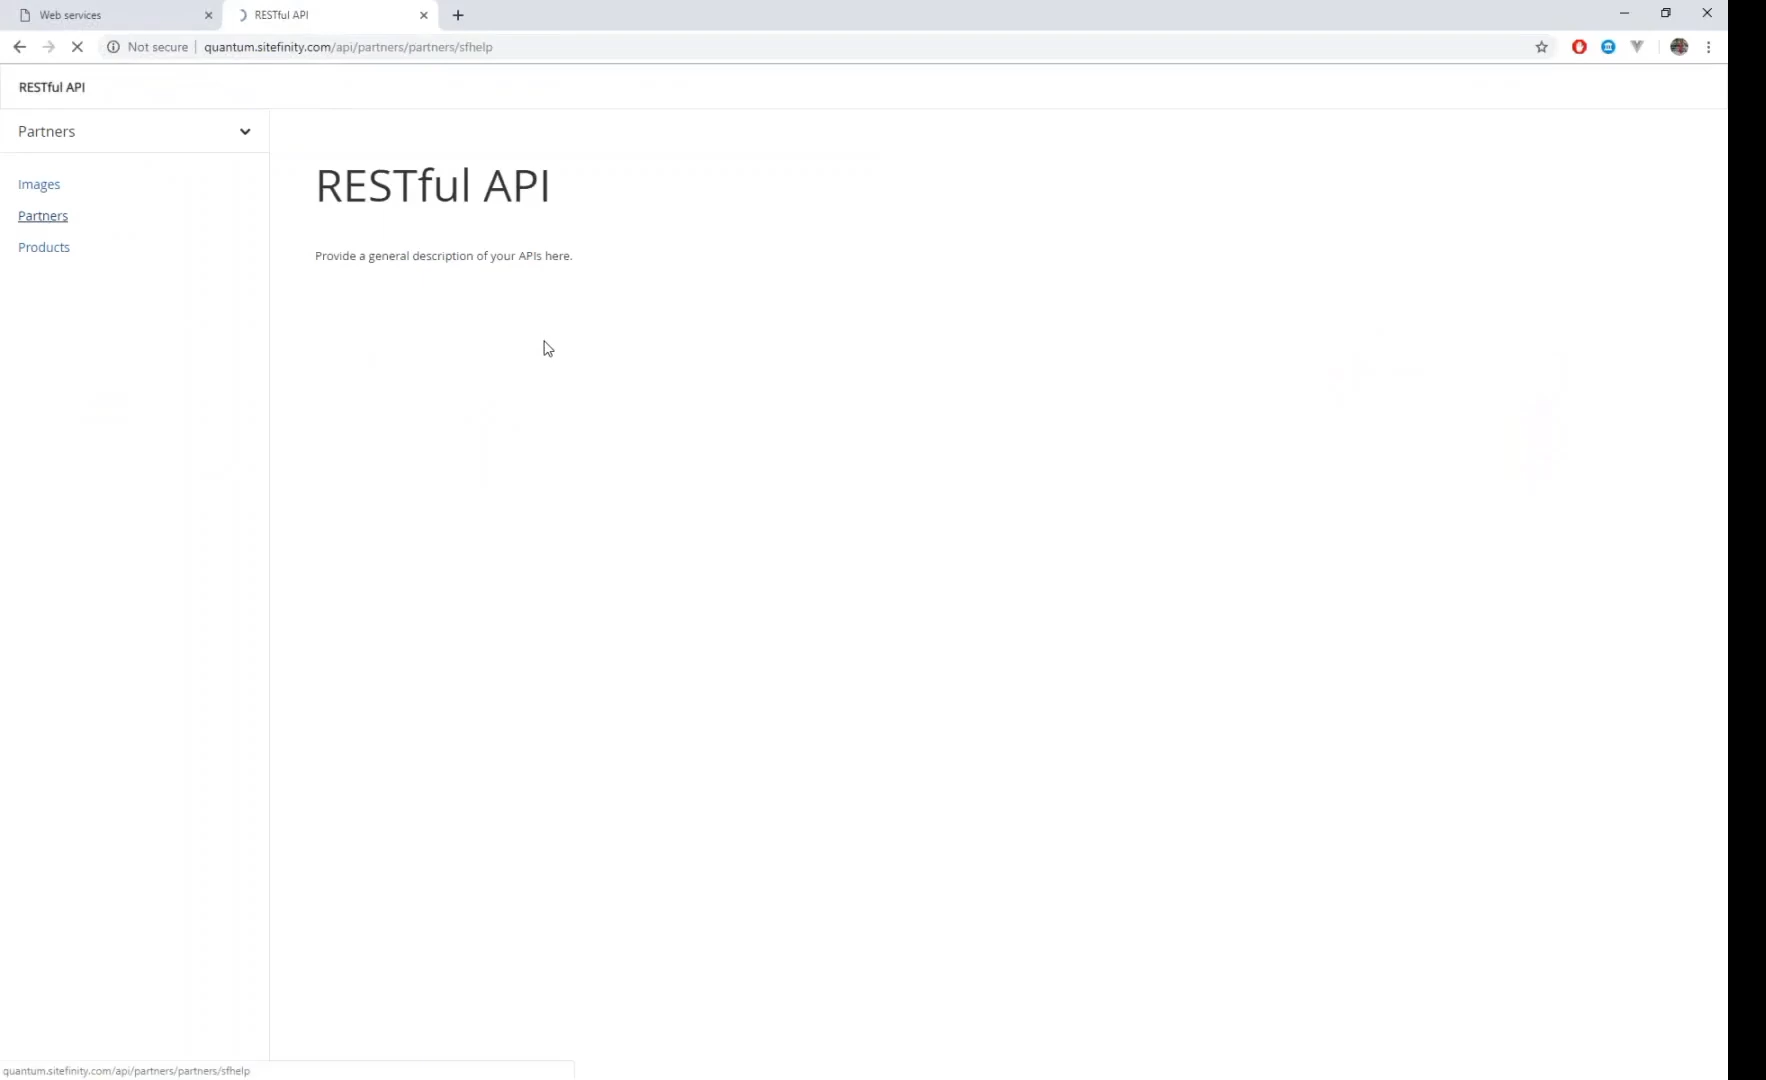 Web services
RESTful API
Not secure
quantum.sitefinity.com/api/partners/partners/sfhelp
RESTful API
Partners
Images
Partners
Products
RESTful API
Provide a general description of your APIs here.
quantum.sitefinity.com/api/partners/partners/sfhelp